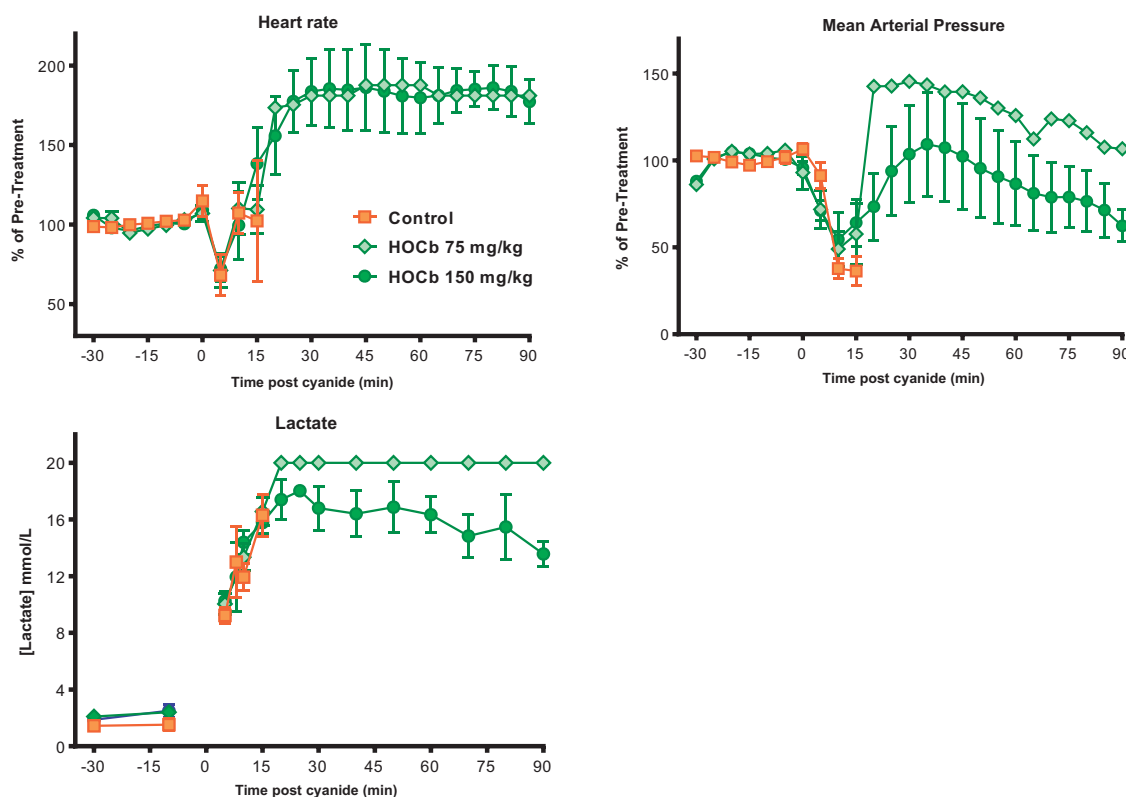 Heart rate
% of Pre-Treatment
200
150
100
50
Control
HOCb 75 mg/kg
HOCb 150 mg/kg
-30 -15 0 15 30 45 60 75 90
Time post cyanide (min)
Mean Arterial Pressure
% of Pre-Treatment
150
100
50
0
-30 -15 0 15 30 45 60 75 90
Time post cyanide (min)
Lactate
[Lactate] mmol/L
20
16
12
8
4
0
-30 -15 0 15 30 45 60 75 90
Time post cyanide (min)